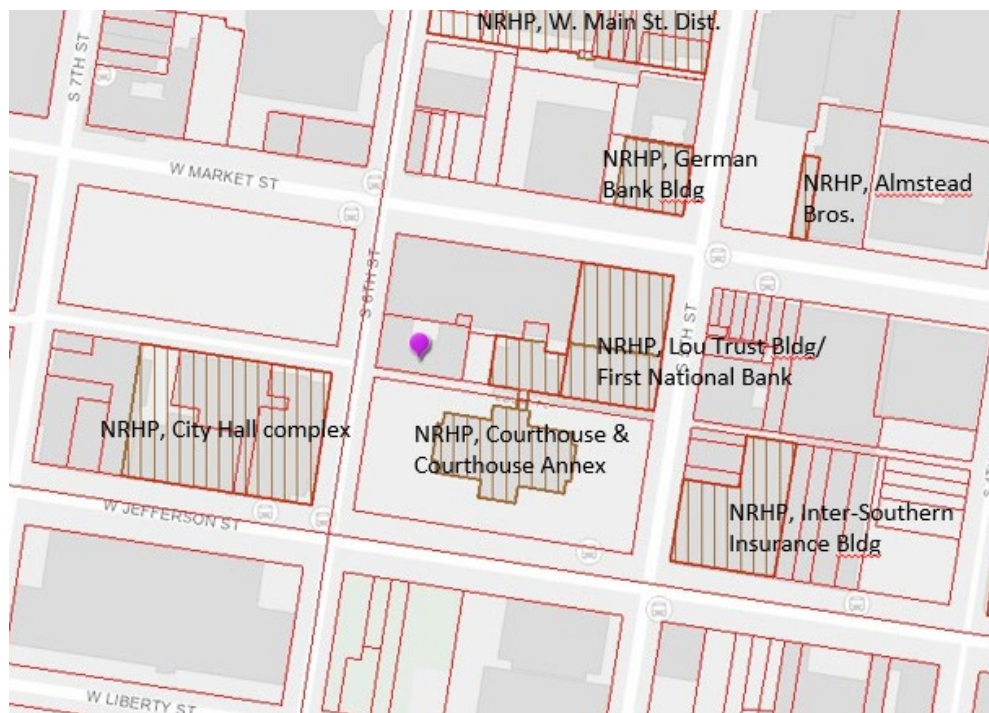 NRHP, W. Main St. Dist.
S 7TH ST
W MARKET ST
NRHP, German
Bank Bldg
NRHP, Almstead
Bros.
S 6TH ST
S 5TH ST
NRHP, Lou Trust Bldg/
First National Bank
NRHP, City Hall complex
NRHP, Courthouse &
Courthouse Annex
W JEFFERSON ST
NRHP, Inter-Southern
Insurance Bldg
W LIBERTY ST